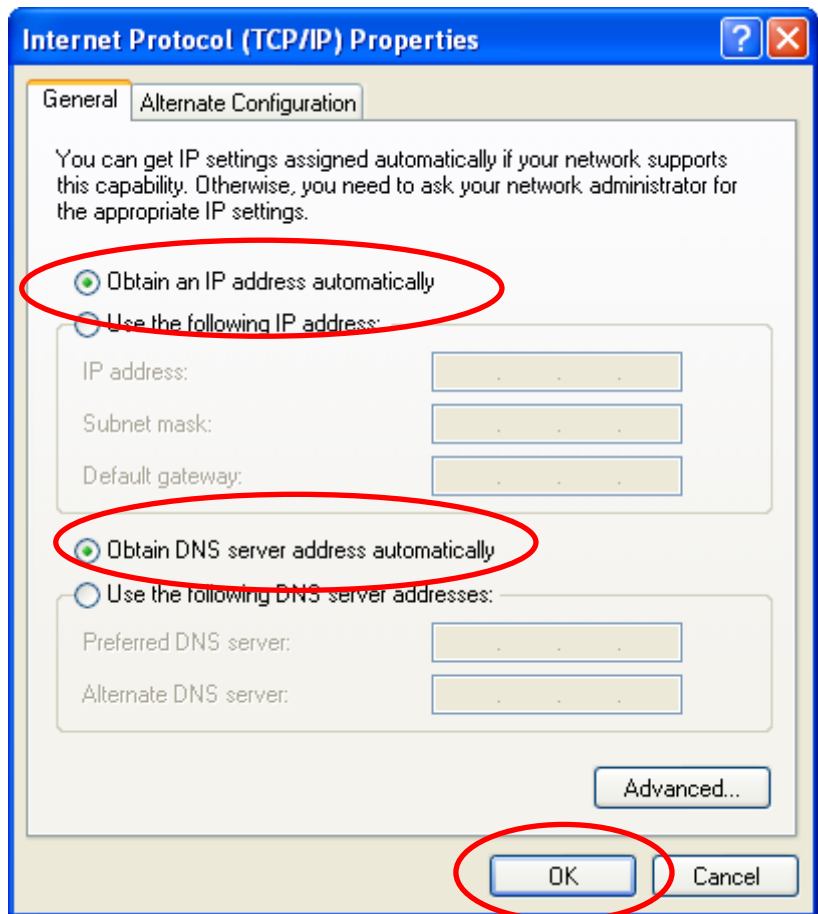 Internet Protocol (TCP/IP) Properties
General
Alternate Configuration
You can get IP settings assigned automatically if your network supports
this capability. Otherwise, you need to ask your network administrator for
the appropriate IP settings.
Obtain an IP address automatically
Use the following IP address:
IP address:
Subnet mask:
Default gateway:
Obtain DNS server address automatically
Use the following DNS server addresses:
Preferred DNS server:
Alternate DNS server:
Advanced...
OK
Cancel